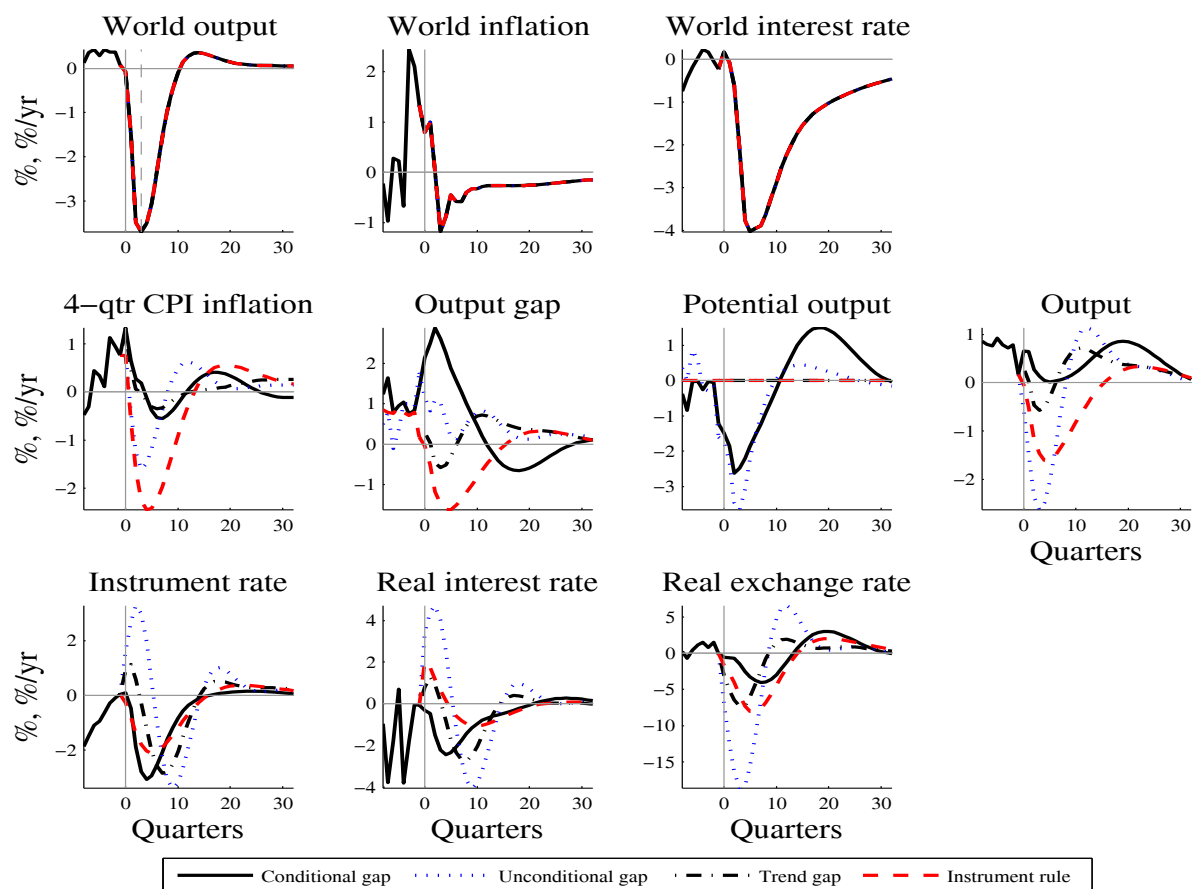 World output World inflation World interest rate
%, %/yr
0
−1
−2
−3
0 10 20 30
2
1
0
−1
0 10 20 30
0
−1
−2
−3
−4
0 10 20 30
4−qtr CPI inflation Output gap Potential output Output
%, %/yr
1
0
−1
−2
0 10 20 30
2
1
0
−1
0 10 20 30
1
0
−1
−2
−3
0 10 20 30
1
0
−1
−2
0 10 20 30
Quarters
Instrument rate Real interest rate Real exchange rate
%, %/yr
2
0
−2
0 10 20 30
4
2
0
−2
−4
0 10 20 30
5
0
−5
−10
−15
0 10 20 30
Quarters Quarters Quarters
Conditional gap Unconditional gap Trend gap Instrument rule